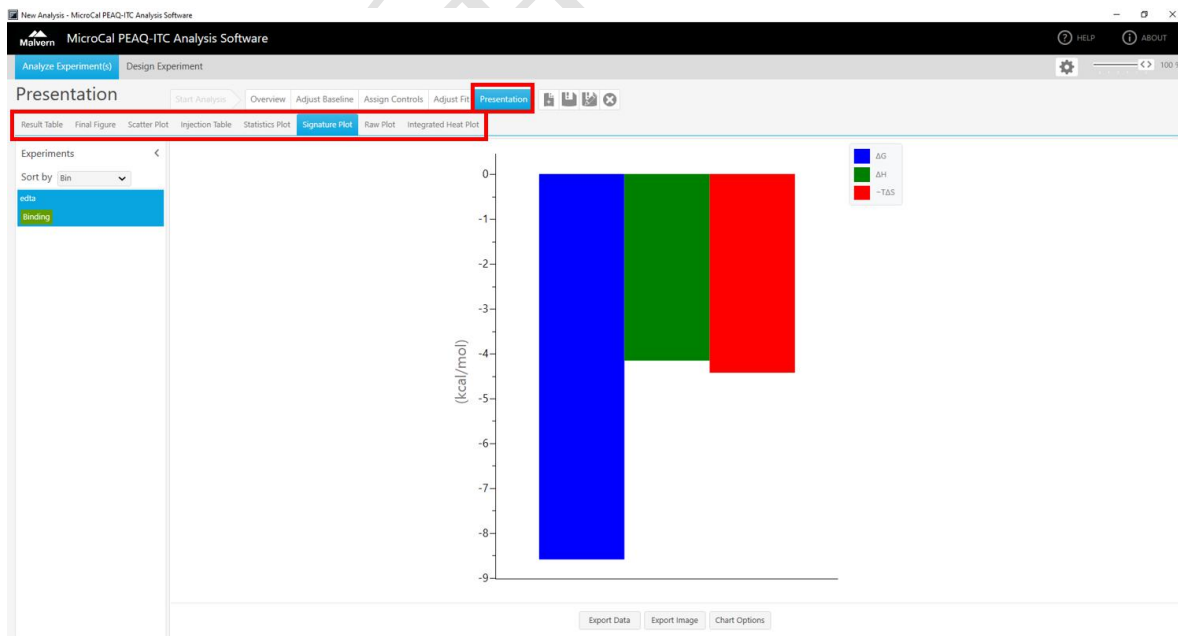 New Analysis - MicroCal PEAQ-ITC Analysis Software
Malvern MicroCal PEAQ-ITC Analysis Software HELP ABOUT
Analyze Experiment(s) Design Experiment 100 %
Presentation Start Analysis Overview Adjust Baseline Assign Controls Adjust Fit Presentation
Result Table Final Figure Scatter Plot Injection Table Statistics Plot Signature Plot Raw Plot Integrated Heat Plot
Experiments
Sort by Bin
edta
Binding
ΔG
ΔH
-TΔS
0
-1
-2
-3
-4
-5
-6
-7
-8
-9
(kcal/mol)
Export Data Export Image Chart Options